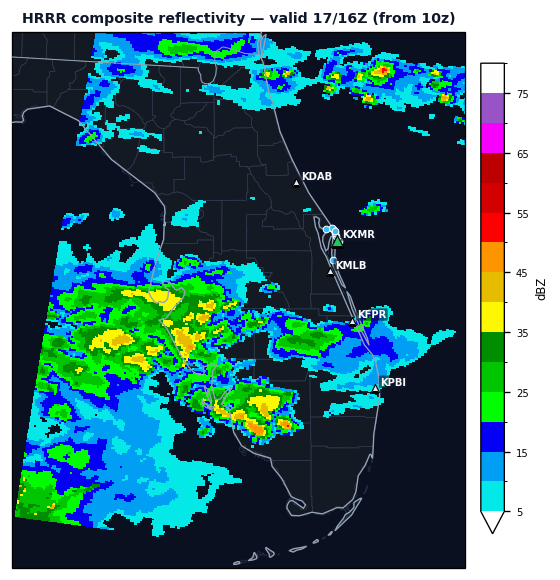 HRRR composite reflectivity — valid 17/16Z (from 10z)
KDAB
KXMR
KMLB
KFPR
KPBI
75
65
55
45
35
25
15
5
dBZ